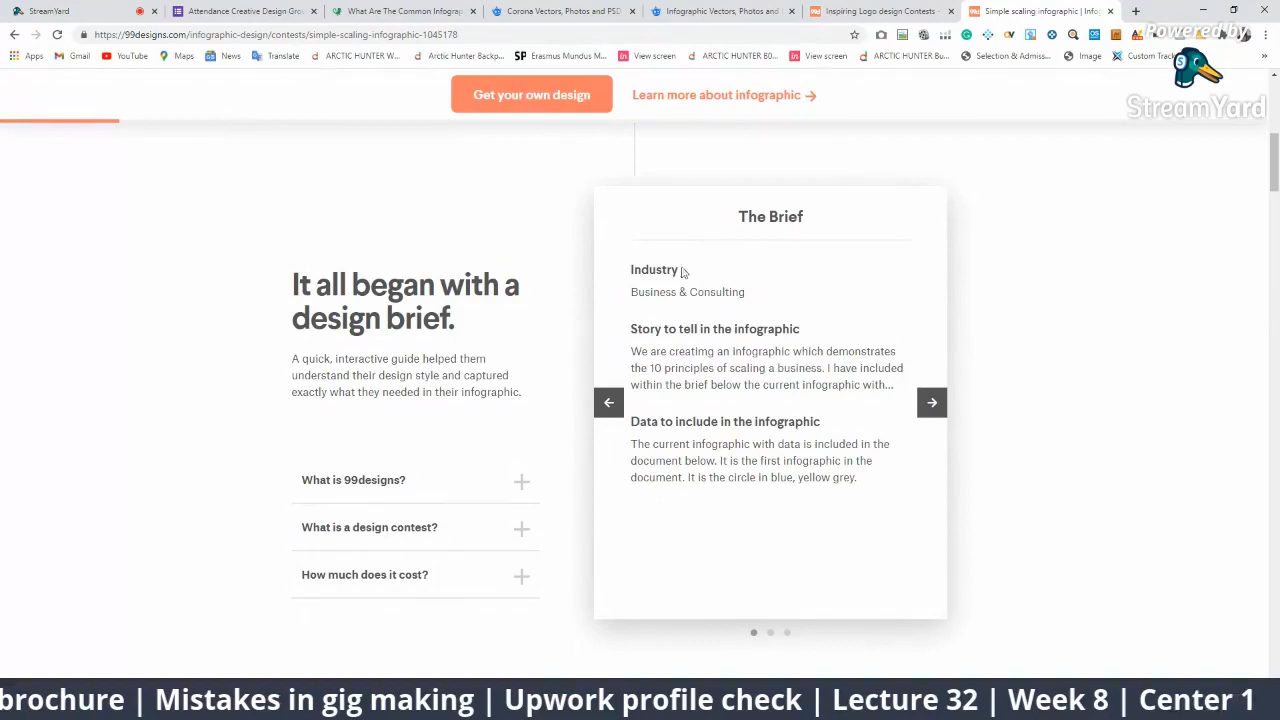 StreamYard
Attendance Creative Design Grou
What Are The Common Infograp
Corona Vectors, Photos and PSD
Infographic Vectors, Photos and
Inspiring Logo design Contests
Simple scaling infographic | Infog
https://99designs.com/infographic-design/contests/simple-scaling-infographic-1045178
Apps
Gmail
YouTube
Maps
News
Translate
ARCTIC HUNTER W...
Arctic Hunter Backp...
Erasmus Mundus M...
View screen
ARCTIC HUNTER B0...
View screen
ARCTIC HUNTER Bu...
Selection & Admiss...
Image
Custom Track
Powered by
StreamYard
Get your own design
Learn more about infographic
The Brief
Industry
Business & Consulting
Story to tell in the infographic
We are creatimg an infographic which demonstrates
the 10 principles of scaling a business. I have included
within the brief below the current infographic with...
Data to include in the infographic
The current infographic with data is included in the
document below. It is the first infographic in the
document. It is the circle in blue, yellow grey.
It all began with a
design brief.
A quick, interactive guide helped them
understand their design style and captured
exactly what they needed in their infographic.
What is 99designs?
What is a design contest?
How much does it cost?
brochure | Mistakes in gig making | Upwork profile check | Lecture 32 | Week 8 | Center 1